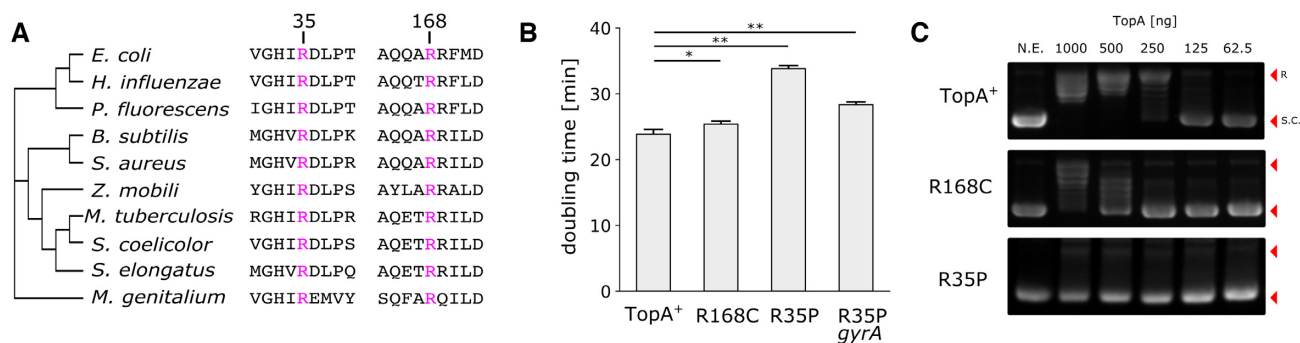 A
35 168
E. coli VGHIRDLPT AQQARRFMD
H. influenzae VGHIRDLPT AQQTRRFLD
P. fluorescens IGHIRDLPT AQQARRFLD
B. subtilis MGHVRDLPK AQQARRILD
S. aureus MGHVRDLPR AQQARRILD
Z. mobili YGHIRDLPS AYLARRALD
M. tuberculosis RGHIRDLPR AQETRRILD
S. coelicolor VGHIRDLPS AQETRRILD
S. elongatus MGHVRDLPQ AQETRRILD
M. genitalium VGHIREMVY SQFARQILD
B
doubling time [min]
40
30
20
10
0
**
**
*
TopA+ R168C R35P R35P
gyrA
C
TopA [ng]
N.E. 1000 500 250 125 62.5
TopA+
R
S.C.
R168C
R35P